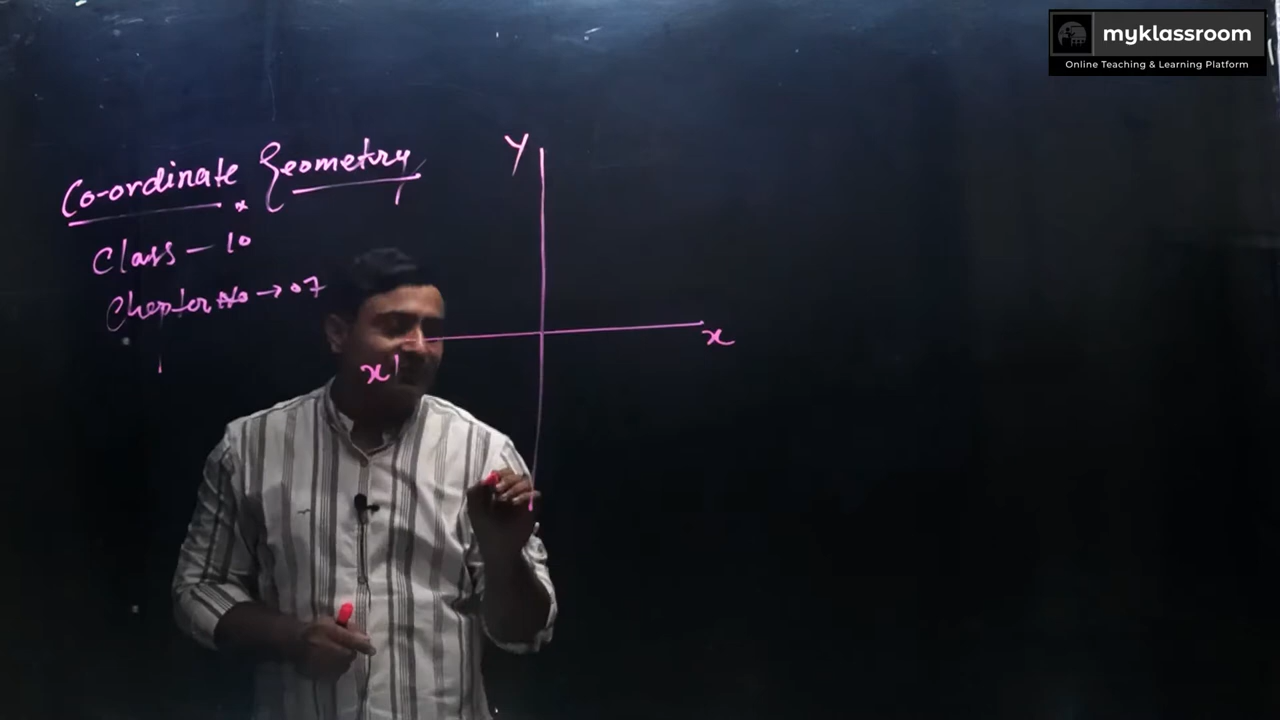 myklassroom
Online Teaching & Learning Platform
Co-ordinate Geometry
Class - 10
Chapter No → 07
Y
x
x'